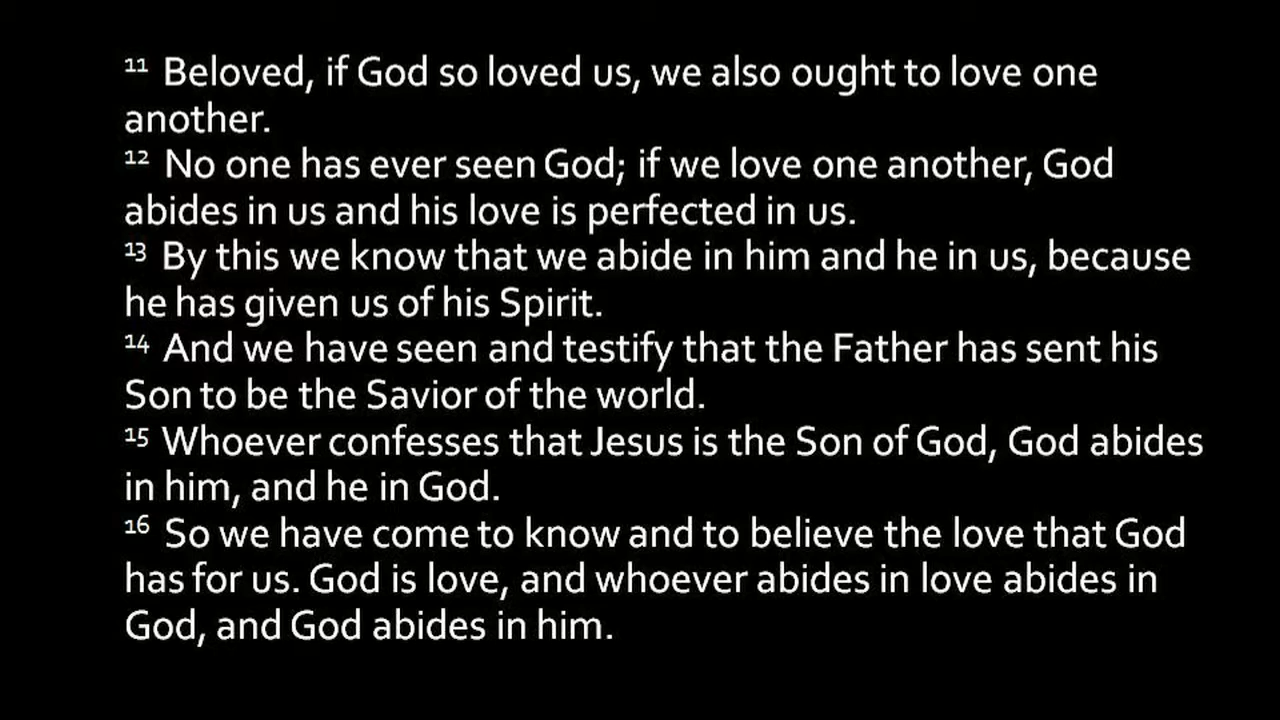 11 Beloved, if God so loved us, we also ought to love one
another.
12 No one has ever seen God; if we love one another, God
abides in us and his love is perfected in us.
13 By this we know that we abide in him and he in us, because
he has given us of his Spirit.
14 And we have seen and testify that the Father has sent his
Son to be the Savior of the world.
15 Whoever confesses that Jesus is the Son of God, God abides
in him, and he in God.
16 So we have come to know and to believe the love that God
has for us. God is love, and whoever abides in love abides in
God, and God abides in him.